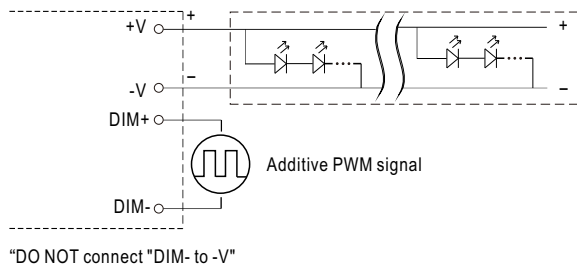 +V
+
-V
−
+
−
DIM+
Additive PWM signal
DIM-
“DO NOT connect "DIM- to -V"